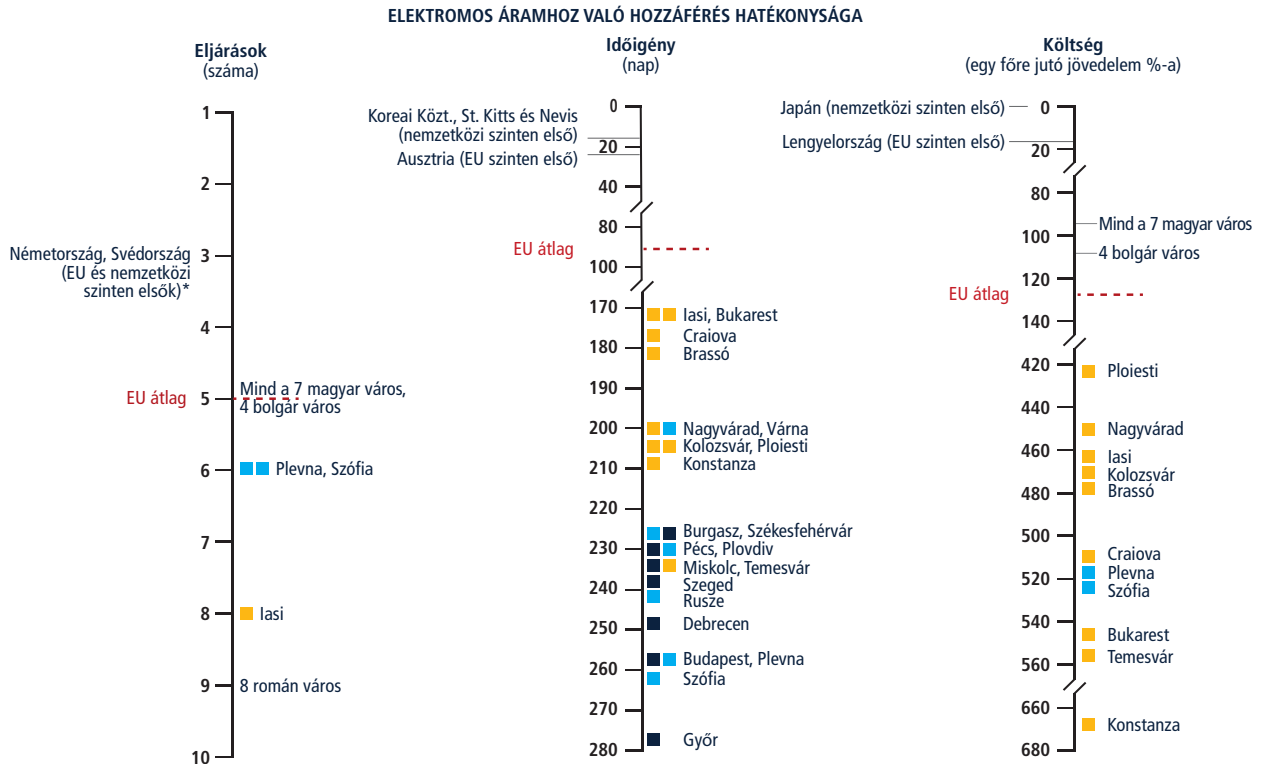 ELEKTROMOS ÁRAMHOZ VALÓ HOZZÁFÉRÉS HATÉKONYSÁGA
Eljárások
(száma)
1
2
Németország, Svédország
(EU és nemzetközi
szinten elsők)*
3
4
EU átlag
5
Mind a 7 magyar város,
4 bolgár város
6
Plevna, Szófia
7
8
Iasi
9
8 román város
10
Időigény
(nap)
0
Koreai Közt., St. Kitts és Nevis
(nemzetközi szinten első)
20
Ausztria (EU szinten első)
40
80
EU átlag
100
170
Iasi, Bukarest
Craiova
180
Brassó
190
200
Nagyvárad, Várna
Kolozsvár, Ploiesti
210
Konstanza
220
Burgasz, Székesfehérvár
230
Pécs, Plovdiv
Miskolc, Temesvár
240
Szeged
Rusze
250
Debrecen
Budapest, Plevna
260
Szófia
270
Győr
280
Költség
(egy főre jutó jövedelem %-a)
Japán (nemzetközi szinten első)
0
Lengyelország (EU szinten első)
20
80
Mind a 7 magyar város
100
4 bolgár város
120
EU átlag
140
420
Ploiesti
440
Nagyvárad
460
Iasi
Kolozsvár
480
Brassó
500
Craiova
Plevna
520
Szófia
540
Bukarest
Temesvár
560
660
Konstanza
680